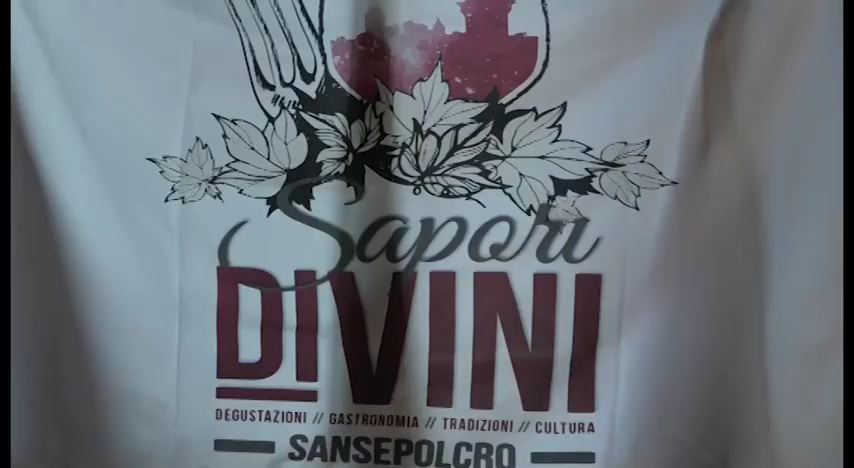 Sapori
DIVINI
DEGUSTAZIONI // GASTRONOMIA // TRADIZIONI // CULTURA
SANSEPOLCRO